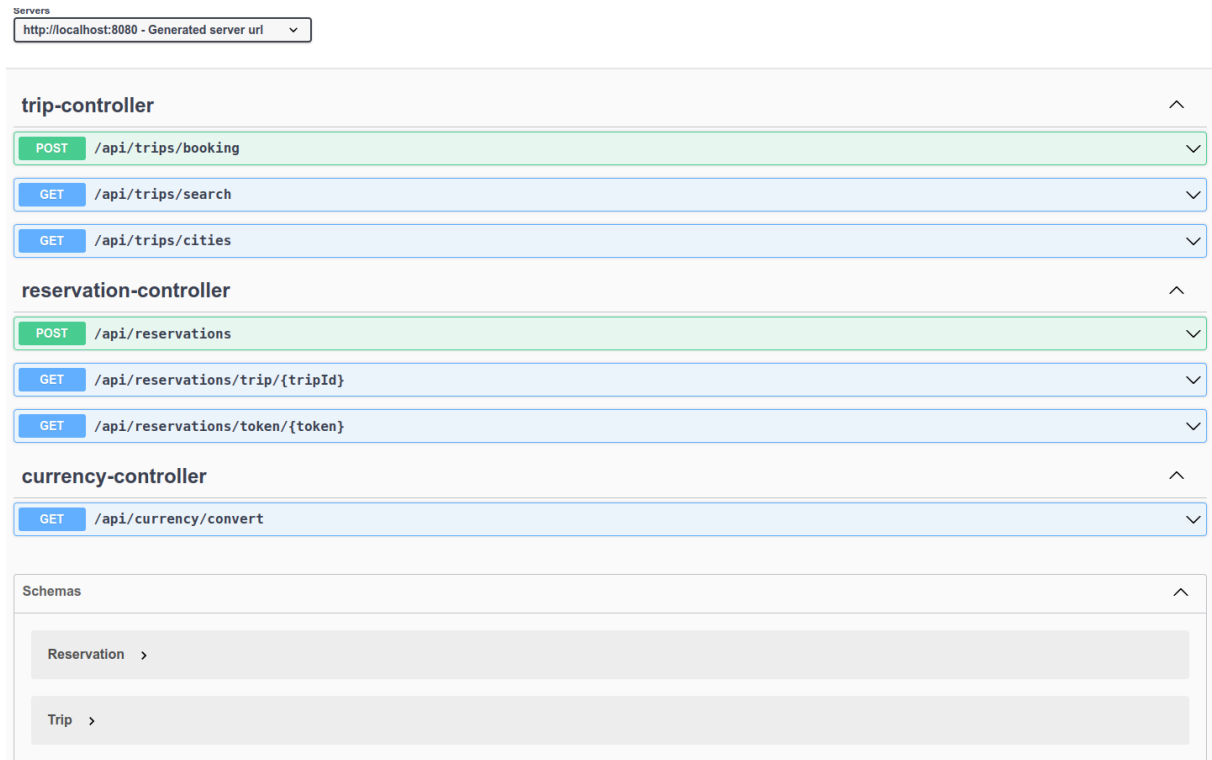 Servers
http://localhost:8080 - Generated server url
trip-controller
POST /api/trips/booking
GET /api/trips/search
GET /api/trips/cities
reservation-controller
POST /api/reservations
GET /api/reservations/trip/{tripId}
GET /api/reservations/token/{token}
currency-controller
GET /api/currency/convert
Schemas
Reservation
Trip